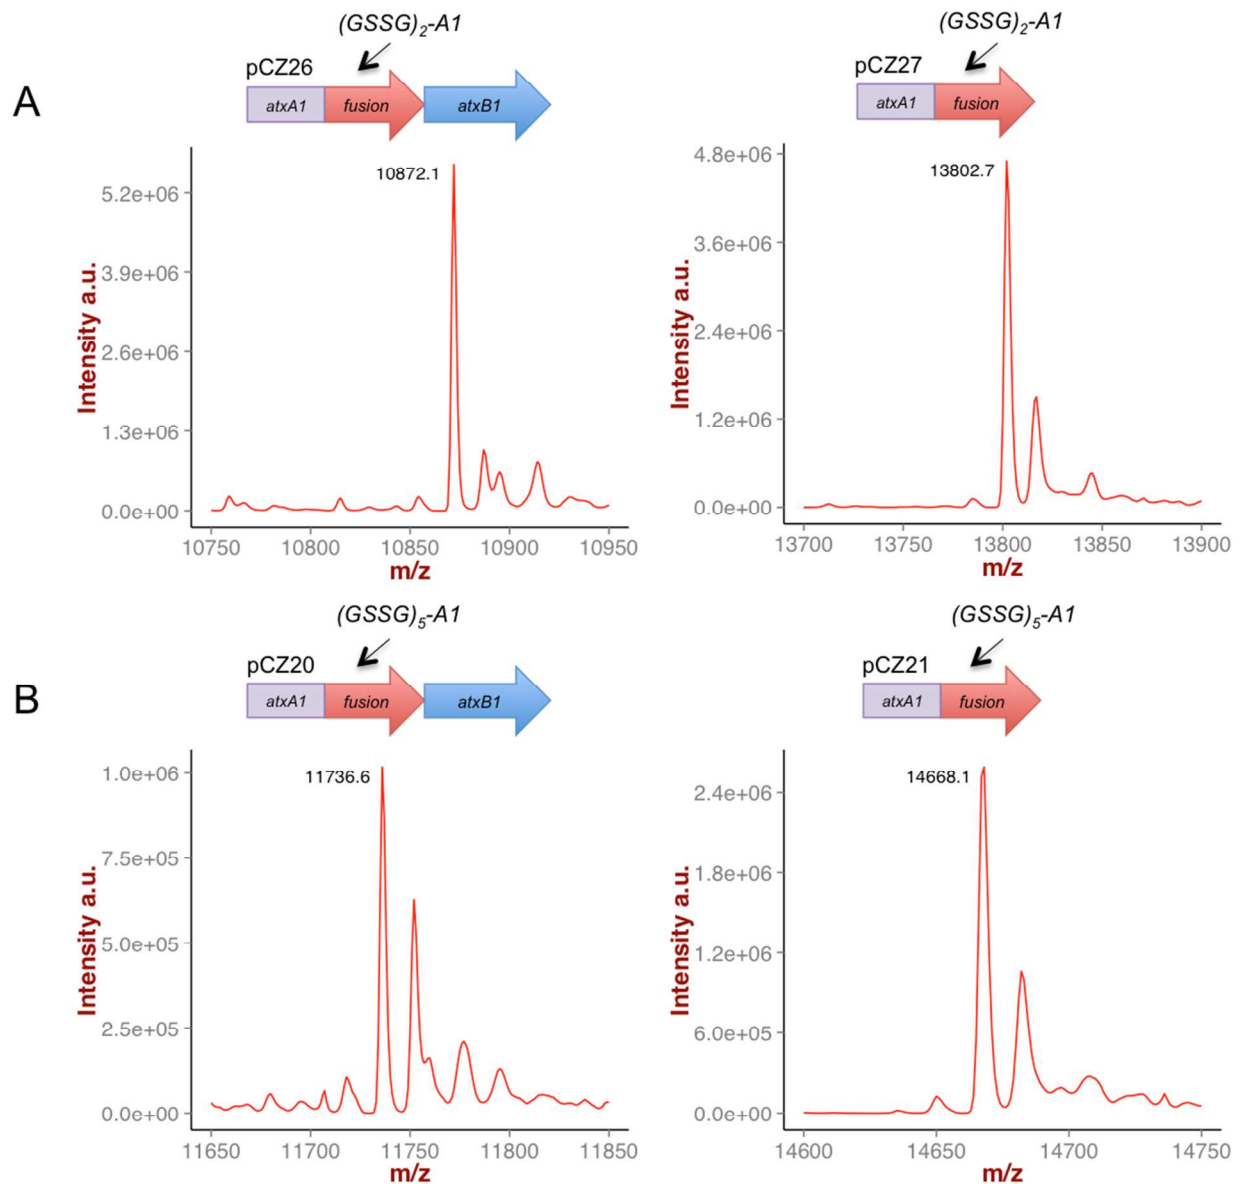 A
(GSSG)2-A1
pCZ26
atxA1
fusion
atxB1
10872.1
Intensity a.u.
5.2e+06
3.9e+06
2.6e+06
1.3e+06
0.0e+00
10750 10800 10850 10900 10950
m/z
(GSSG)2-A1
pCZ27
atxA1
fusion
13802.7
Intensity a.u.
4.8e+06
3.6e+06
2.4e+06
1.2e+06
0.0e+00
13700 13750 13800 13850 13900
m/z
B
(GSSG)5-A1
pCZ20
atxA1
fusion
atxB1
11736.6
Intensity a.u.
1.0e+06
7.5e+05
5.0e+05
2.5e+05
0.0e+00
11650 11700 11750 11800 11850
m/z
(GSSG)5-A1
pCZ21
atxA1
fusion
14668.1
Intensity a.u.
2.4e+06
1.8e+06
1.2e+06
6.0e+05
0.0e+00
14600 14650 14700 14750
m/z